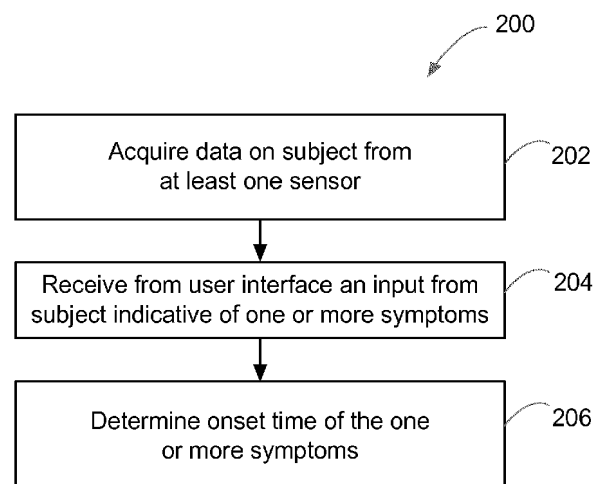 200
Acquire data on subject from
at least one sensor
202
Receive from user interface an input from
subject indicative of one or more symptoms
204
Determine onset time of the one
or more symptoms
206